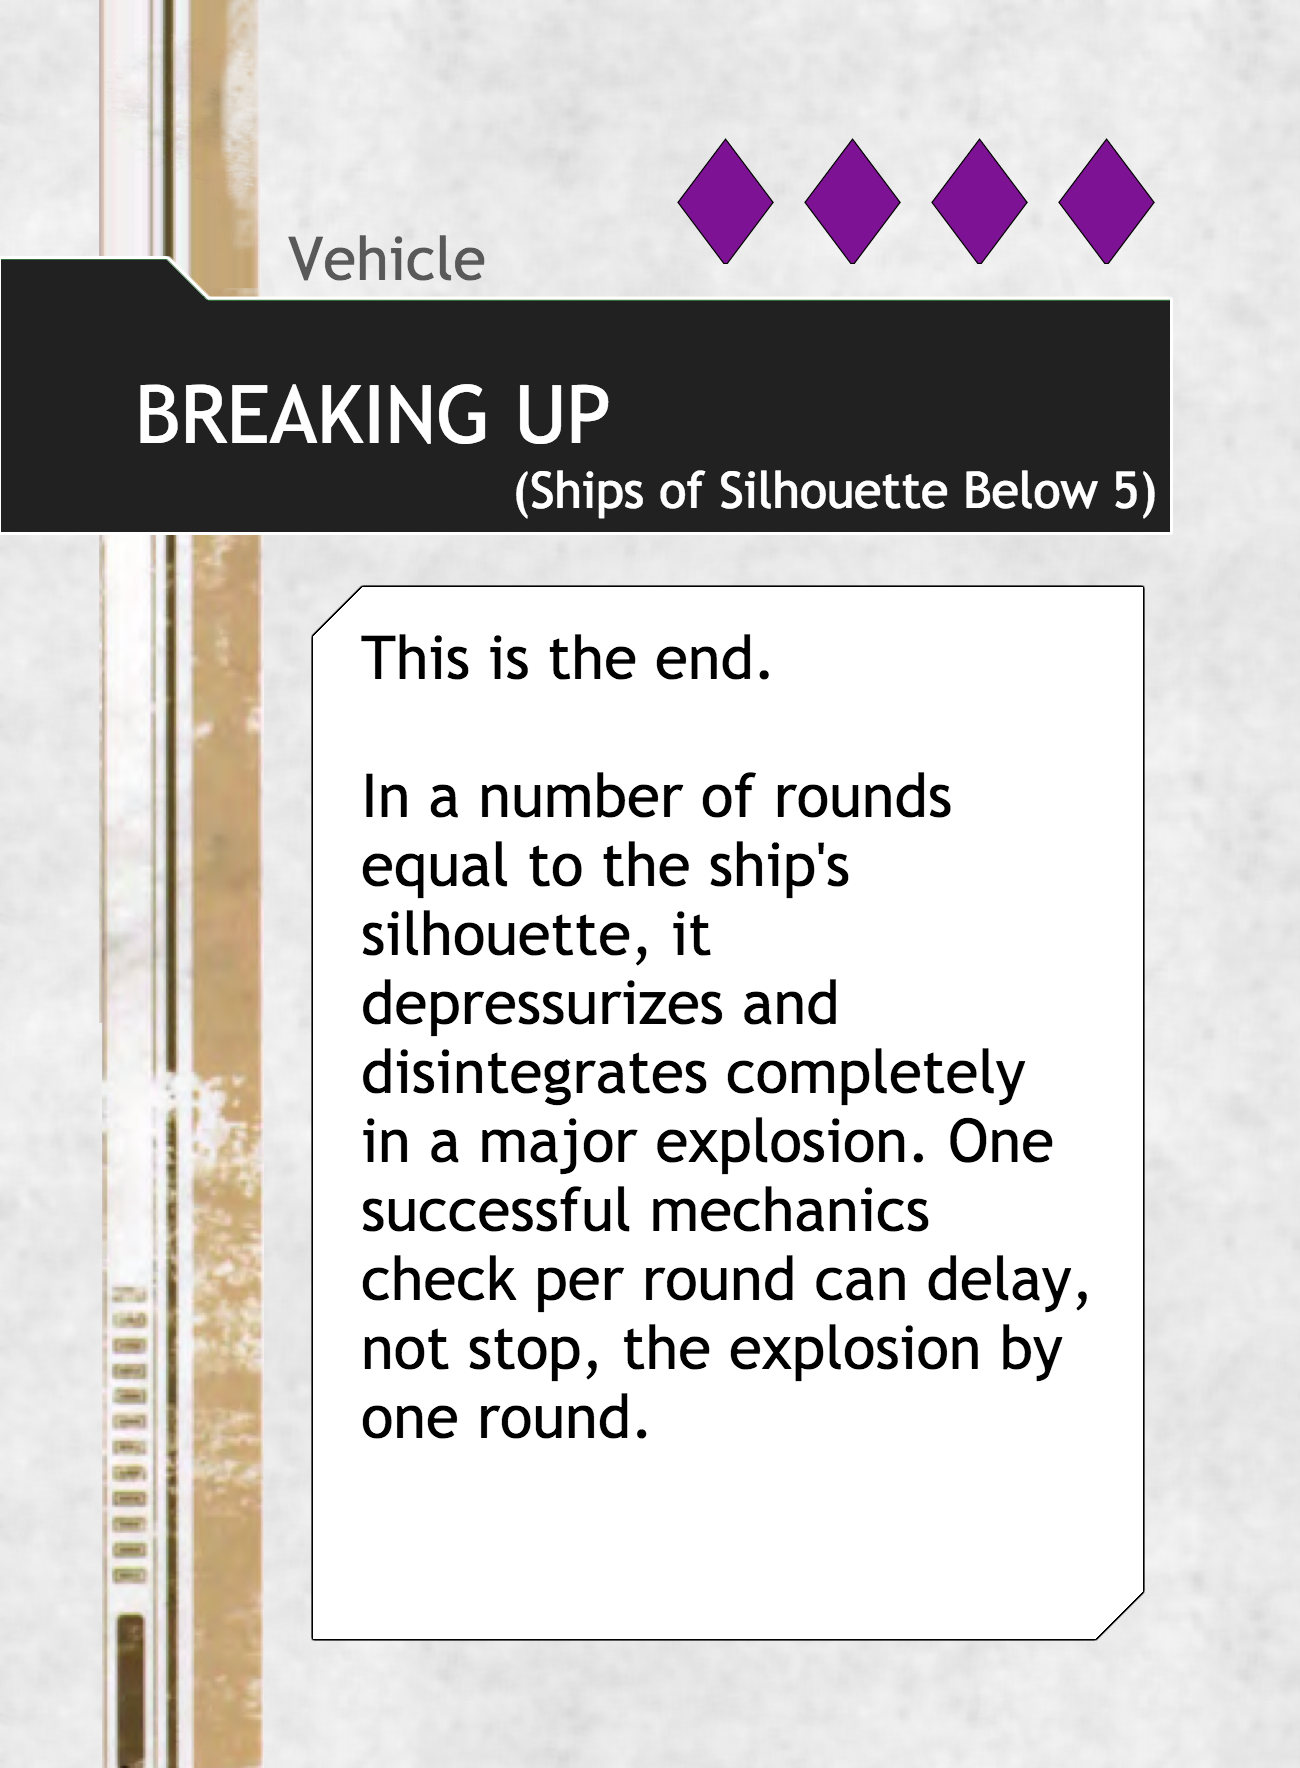 Vehicle
BREAKING UP
(Ships of Silhouette Below 5)
This is the end.
In a number of rounds
equal to the ship's
silhouette, it
depressurizes and
disintegrates completely
in a major explosion. One
successful mechanics
check per round can delay,
not stop, the explosion by
one round.